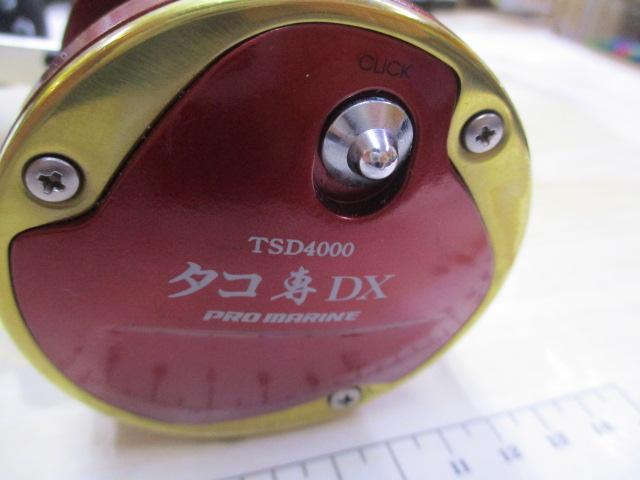 CLICK
TSD4000
タコ専DX
PRO MARINE
11 12 13 14